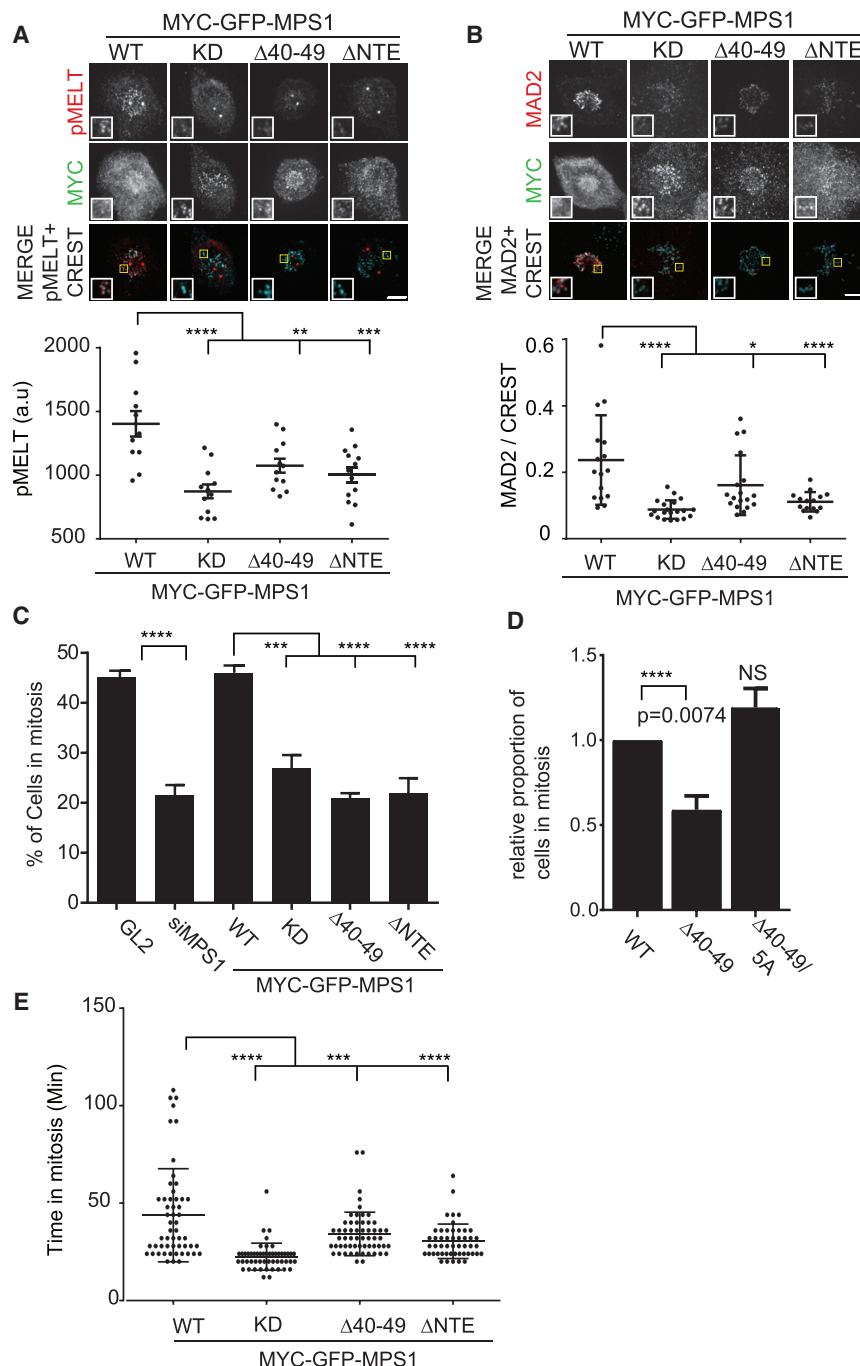 A
MYC-GFP-MPS1
WT KD Δ40-49 ΔNTE
pMELT
MYC
MERGE
pMELT+
CREST
**** ** ***
pMELT (a.u)
2000
1500
1000
500
WT KD Δ40-49 ΔNTE
MYC-GFP-MPS1
B
MYC-GFP-MPS1
WT KD Δ40-49 ΔNTE
MAD2
MYC
MERGE
MAD2+
CREST
**** * ****
MAD2 / CREST
0.6
0.4
0.2
0
WT KD Δ40-49 ΔNTE
MYC-GFP-MPS1
C
**** *** **** ****
% of Cells in mitosis
50
40
30
20
10
0
GL2 siMPS1 WT KD Δ40-49 ΔNTE
MYC-GFP-MPS1
D
**** NS
p=0.0074
relative proportion of
cells in mitosis
1.0
0.5
0.0
WT Δ40-49 Δ40-49/
5A
E
**** *** ****
Time in mitosis (Min)
150
100
50
0
WT KD Δ40-49 ΔNTE
MYC-GFP-MPS1